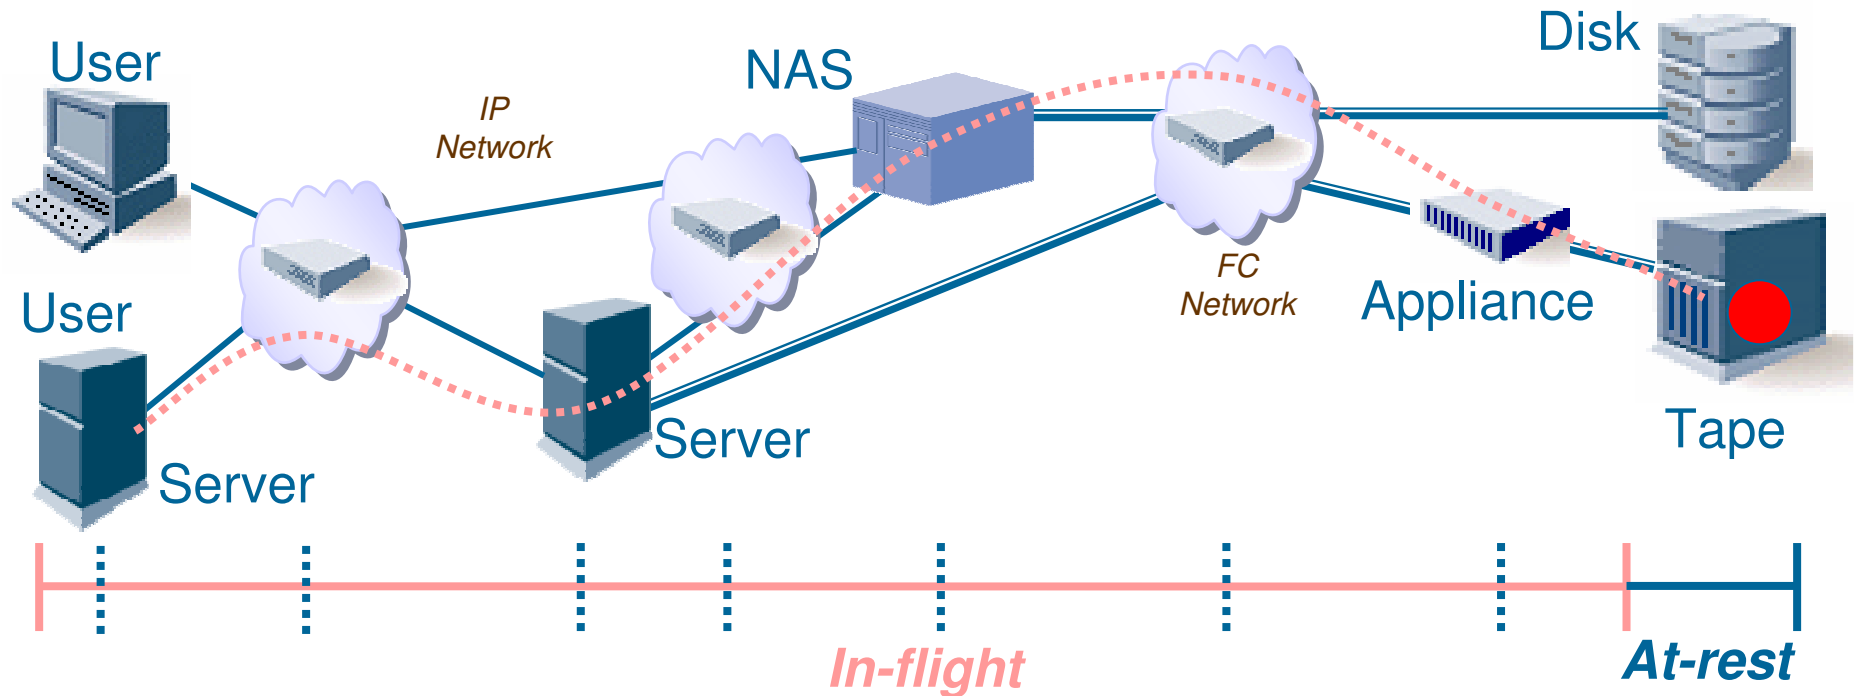 User
IP
Network
NAS
Disk
User
FC
Network
Appliance
Server
Server
Tape
In-flight
At-rest